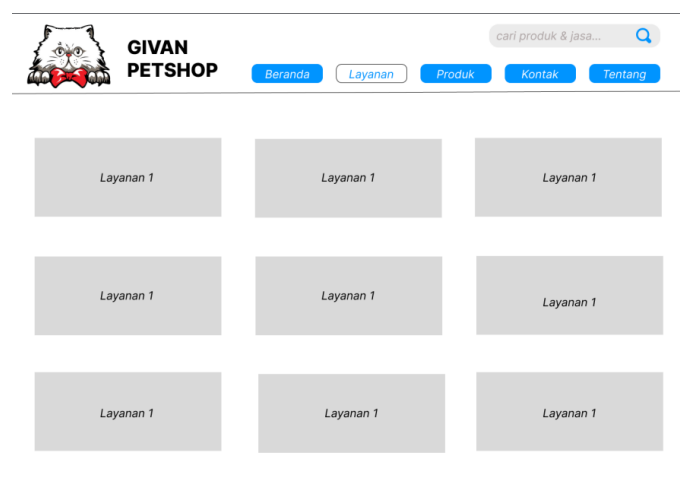 GIVAN
PETSHOP
cari produk & jasa...
Beranda Layanan Produk Kontak Tentang
Layanan 1 Layanan 1 Layanan 1
Layanan 1 Layanan 1 Layanan 1
Layanan 1 Layanan 1 Layanan 1